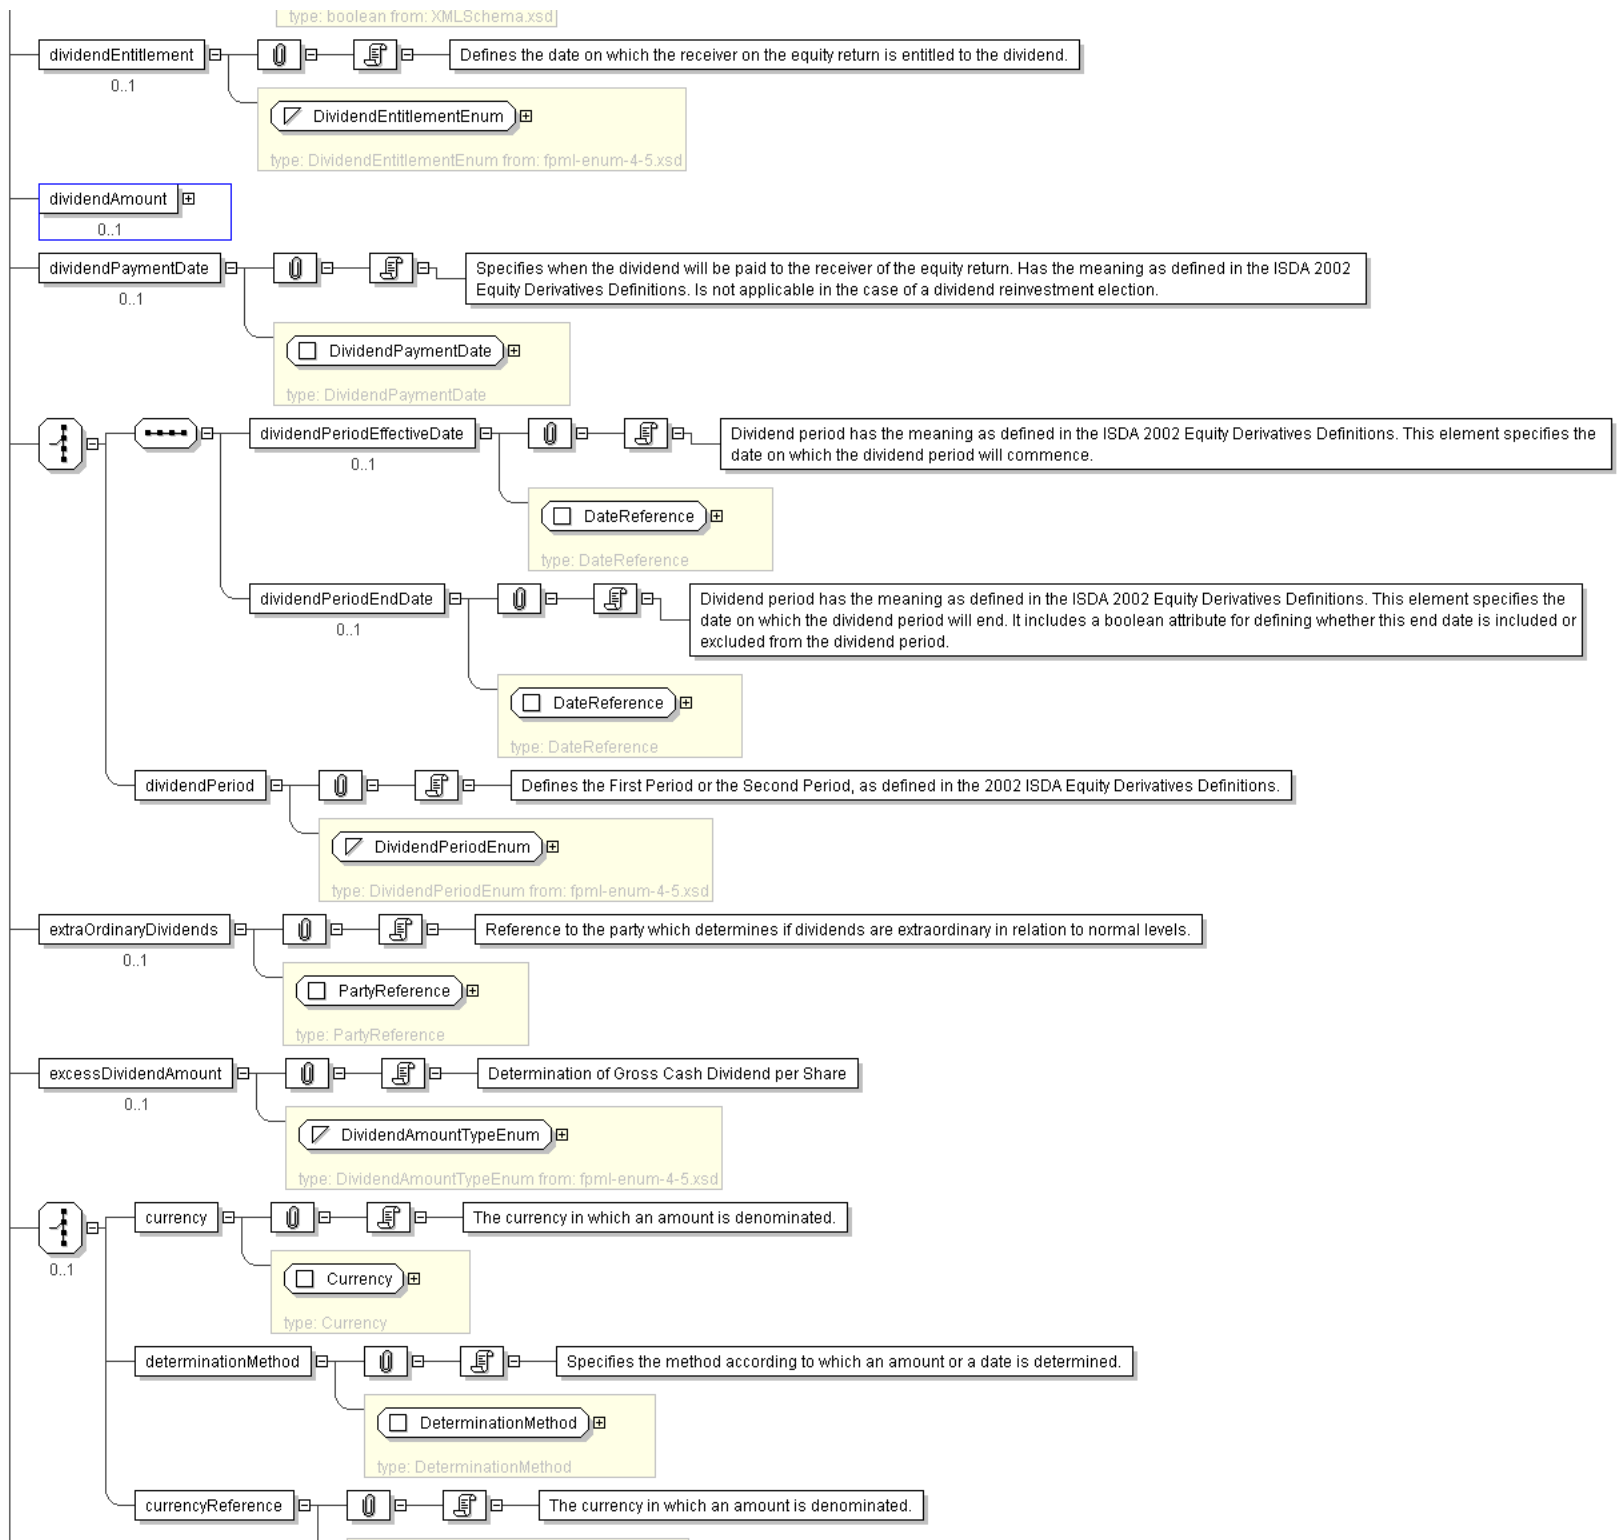 type: boolean from: XMLSchema.xsd
dividendEntitlement
Defines the date on which the receiver on the equity return is entitled to the dividend.
0..1
DividendEntitlementEnum
type: DividendEntitlementEnum from: fpml-enum-4-5.xsd
dividendAmount
0..1
dividendPaymentDate
Specifies when the dividend will be paid to the receiver of the equity return. Has the meaning as defined in the ISDA 2002
Equity Derivatives Definitions. Is not applicable in the case of a dividend reinvestment election.
0..1
DividendPaymentDate
type: DividendPaymentDate
dividendPeriodEffectiveDate
Dividend period has the meaning as defined in the ISDA 2002 Equity Derivatives Definitions. This element specifies the
date on which the dividend period will commence.
0..1
DateReference
type: DateReference
dividendPeriodEndDate
Dividend period has the meaning as defined in the ISDA 2002 Equity Derivatives Definitions. This element specifies the
date on which the dividend period will end. It includes a boolean attribute for defining whether this end date is included or
excluded from the dividend period.
0..1
DateReference
type: DateReference
dividendPeriod
Defines the First Period or the Second Period, as defined in the 2002 ISDA Equity Derivatives Definitions.
DividendPeriodEnum
type: DividendPeriodEnum from: fpml-enum-4-5.xsd
extraOrdinaryDividends
Reference to the party which determines if dividends are extraordinary in relation to normal levels.
0..1
PartyReference
type: PartyReference
excessDividendAmount
Determination of Gross Cash Dividend per Share
0..1
DividendAmountTypeEnum
type: DividendAmountTypeEnum from: fpml-enum-4-5.xsd
currency
The currency in which an amount is denominated.
0..1
Currency
type: Currency
determinationMethod
Specifies the method according to which an amount or a date is determined.
DeterminationMethod
type: DeterminationMethod
currencyReference
The currency in which an amount is denominated.